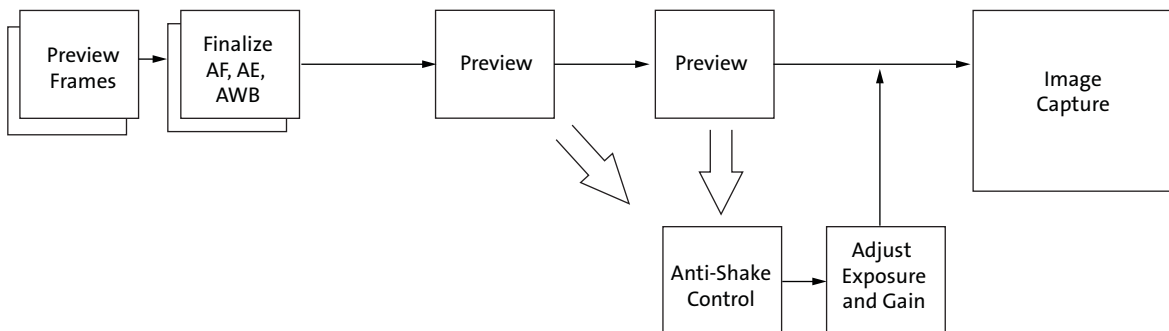 Preview
Frames
Finalize
AF, AE,
AWB
Preview
Preview
Image
Capture
Anti-Shake
Control
Adjust
Exposure
and Gain